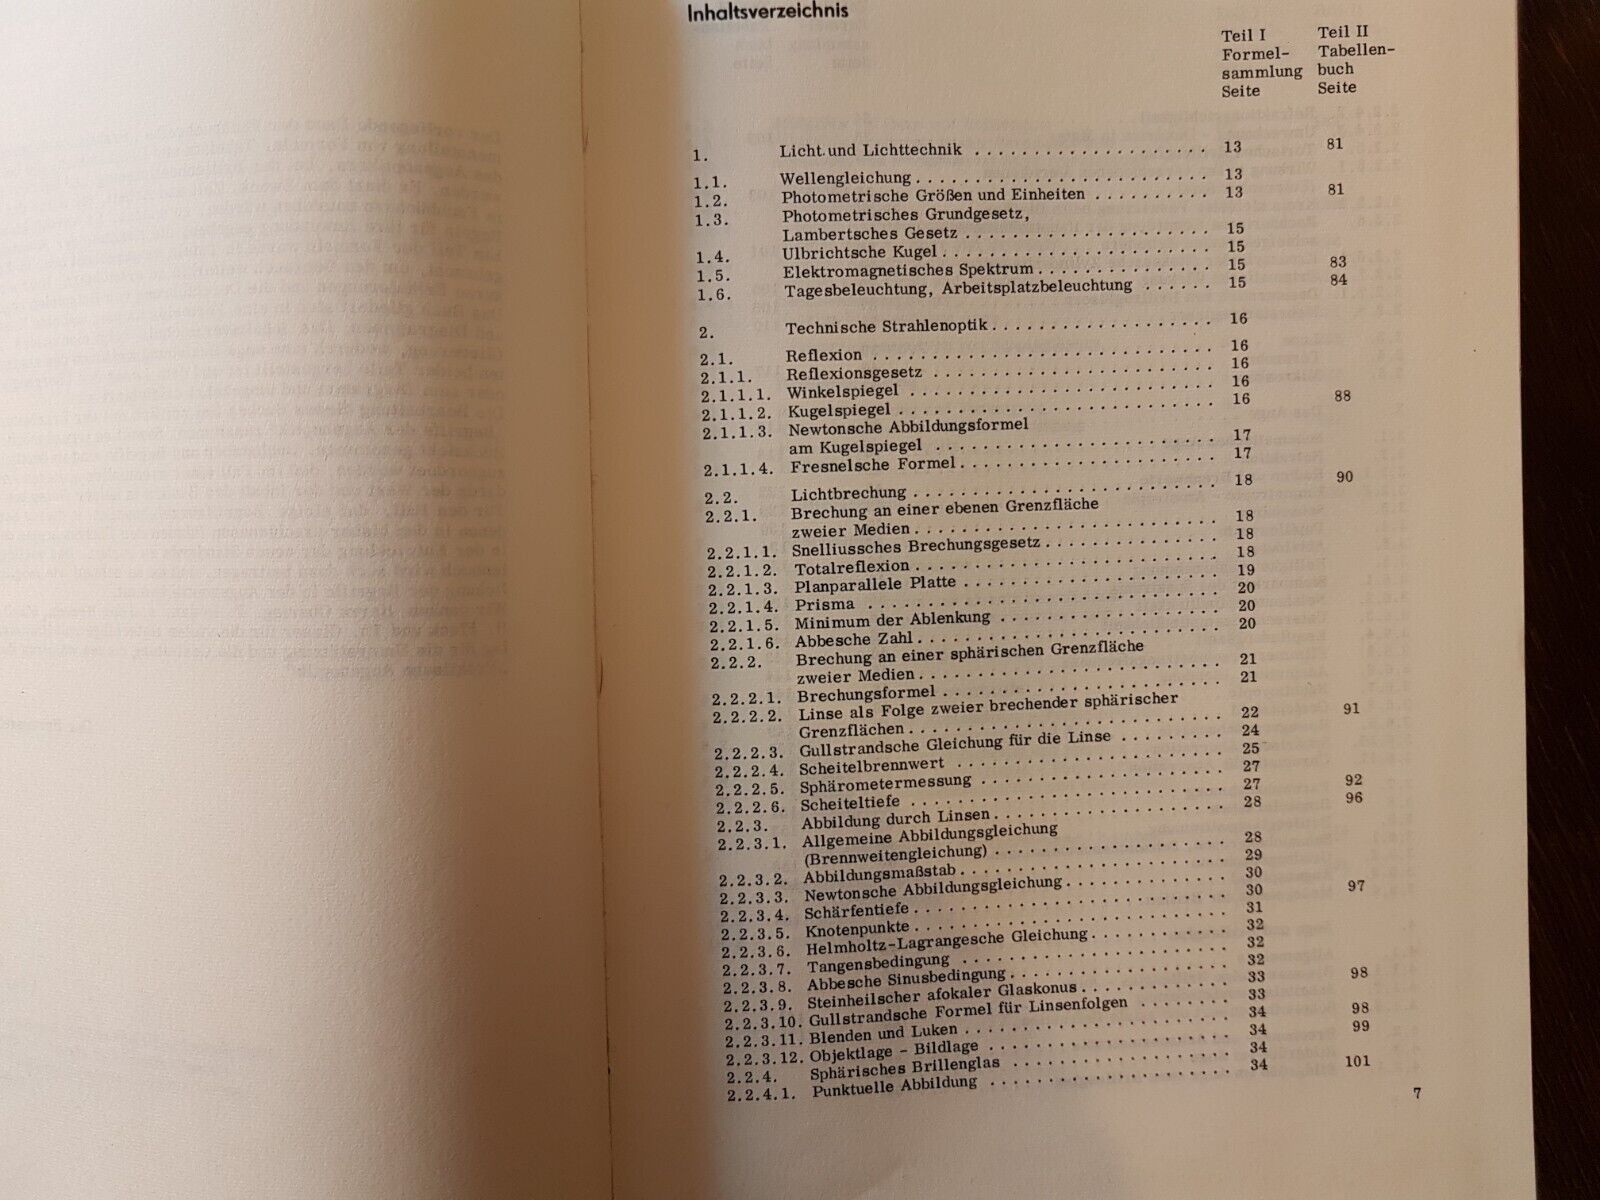 Inhaltsverzeichnis
Teil I Teil II
Formel- Tabellen-
sammlung buch
Seite Seite
1. Licht und Lichttechnik . . . . . 13 81
1.1. Wellengleichung . . . . . 13
1.2. Photometrische Größen und Einheiten . . . . . 13 81
1.3. Photometrisches Grundgesetz,
Lambertsches Gesetz . . . . . 15
1.4. Ulbrichtsche Kugel . . . . . 15
1.5. Elektromagnetisches Spektrum . . . . . 15 83
1.6. Tagesbeleuchtung, Arbeitsplatzbeleuchtung . . . . . 15 84
2. Technische Strahlenoptik . . . . . 16
2.1. Reflexion . . . . . 16
2.1.1. Reflexionsgesetz . . . . . 16
2.1.1.1. Winkelspiegel . . . . . 16
2.1.1.2. Kugelspiegel . . . . . 16 88
2.1.1.3. Newtonsche Abbildungsformel
am Kugelspiegel . . . . . 17
2.1.1.4. Fresnelsche Formel . . . . . 17
2.2. Lichtbrechung . . . . . 18 90
2.2.1. Brechung an einer ebenen Grenzfläche
zweier Medien . . . . . 18
2.2.1.1. Snelliussches Brechungsgesetz . . . . . 18
2.2.1.2. Totalreflexion . . . . . 18
2.2.1.3. Planparallele Platte . . . . . 19
2.2.1.4. Prisma . . . . . 20
2.2.1.5. Minimum der Ablenkung . . . . . 20
2.2.1.6. Abbesche Zahl . . . . . 20
2.2.2. Brechung an einer sphärischen Grenzfläche
zweier Medien . . . . . 21
2.2.2.1. Brechungsformel . . . . . 21
2.2.2.2. Linse als Folge zweier brechender sphärischer
Grenzflächen . . . . . 22 91
2.2.2.3. Gullstrandsche Gleichung für die Linse . . . . . 24
2.2.2.4. Scheitelbrennwert . . . . . 25
2.2.2.5. Sphärometermessung . . . . . 27
2.2.2.6. Scheiteltiefe . . . . . 27 92
2.2.3. Abbildung durch Linsen . . . . . 28 96
2.2.3.1. Allgemeine Abbildungsgleichung
(Brennweitengleichung) . . . . . 28
2.2.3.2. Abbildungsmaßstab . . . . . 29
2.2.3.3. Newtonsche Abbildungsgleichung . . . . . 30
2.2.3.4. Schärfentiefe . . . . . 30 97
2.2.3.5. Knotenpunkte . . . . . 31
2.2.3.6. Helmholtz-Lagrangesche Gleichung . . . . . 32
2.2.3.7. Tangensbedingung . . . . . 32
2.2.3.8. Abbesche Sinusbedingung . . . . . 32
2.2.3.9. Steinheilscher afokaler Glaskonus . . . . . 33 98
2.2.3.10. Gullstrandsche Formel für Linsenfolgen . . . . . 33
2.2.3.11. Blenden und Luken . . . . . 34 98
2.2.3.12. Objektlage - Bildlage . . . . . 34 99
2.2.4. Sphärisches Brillenglas . . . . . 34
2.2.4.1. Punktuelle Abbildung . . . . . 34 101
7